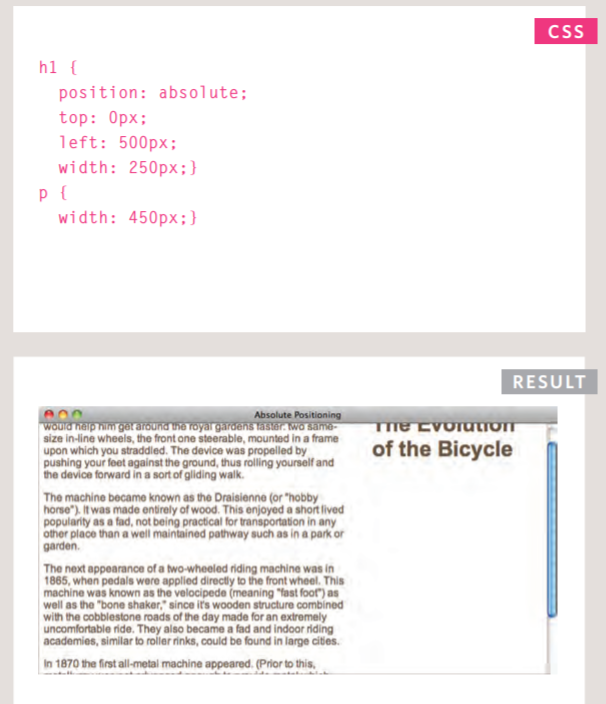 CSS
h1 {
position: absolute;
top: 0px;
left: 500px;
width: 250px;}
p {
width: 450px;}
RESULT
Absolute Positioning
would help him get around the royal gardens faster: two same-
size in-line wheels, the front one steerable, mounted in a frame
upon which you straddled. The device was propelled by
pushing your feet against the ground, thus rolling yourself and
the device forward in a sort of gliding walk.
The machine became known as the Draisienne (or "hobby
horse"). It was made entirely of wood. This enjoyed a short lived
popularity as a fad, not being practical for transportation in any
other place than a well maintained pathway such as in a park or
garden.
The next appearance of a two-wheeled riding machine was in
1865, when pedals were applied directly to the front wheel. This
machine was known as the velocipede (meaning "fast foot") as
well as the "bone shaker," since it's wooden structure combined
with the cobblestone roads of the day made for an extremely
uncomfortable ride. They also became a fad and indoor riding
academies, similar to roller rinks, could be found in large cities.
In 1870 the first all-metal machine appeared. (Prior to this,
The Evolution
of the Bicycle